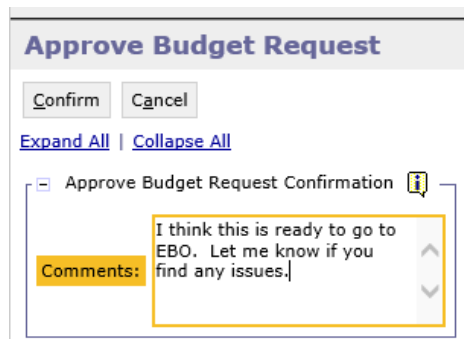 Approve Budget Request
Confirm Cancel
Expand All | Collapse All
Approve Budget Request Confirmation
Comments:
I think this is ready to go to
EBO.  Let me know if you
find any issues.